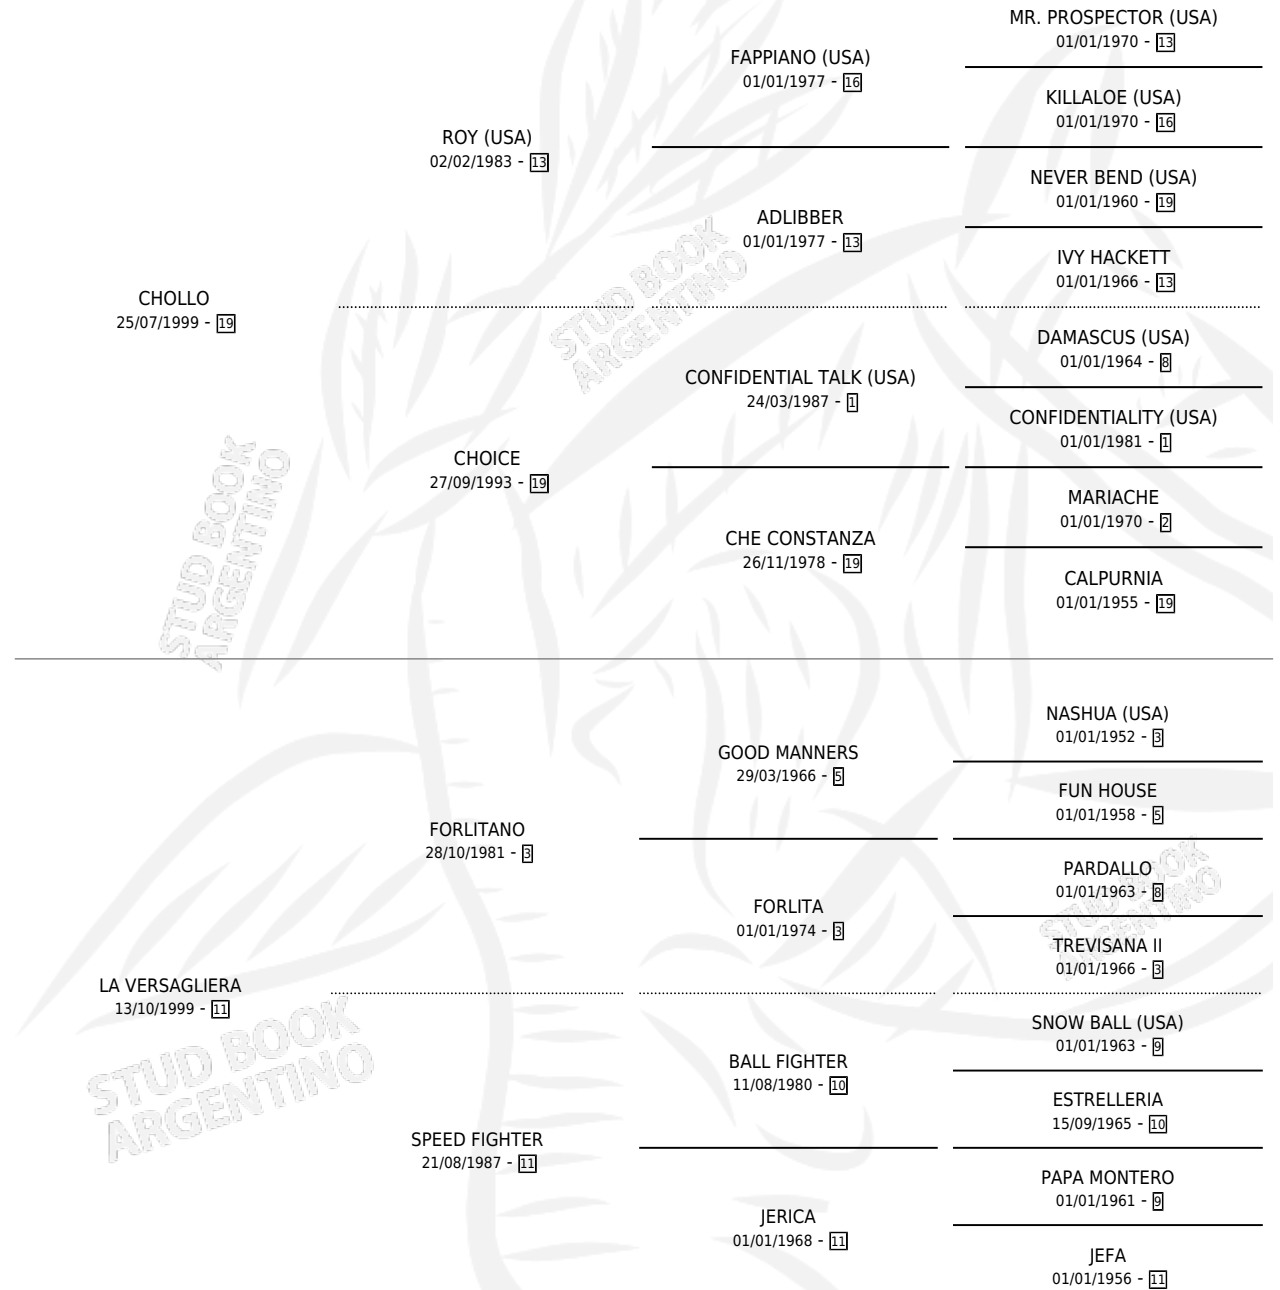 MR. PROSPECTOR (USA)
01/01/1970 - 13
FAPPIANO (USA)
01/01/1977 - 16
KILLALOE (USA)
01/01/1970 - 16
ROY (USA)
02/02/1983 - 13
NEVER BEND (USA)
01/01/1960 - 19
ADLIBBER
01/01/1977 - 13
IVY HACKETT
01/01/1966 - 13
CHOLLO
25/07/1999 - 19
DAMASCUS (USA)
01/01/1964 - 8
CONFIDENTIAL TALK (USA)
24/03/1987 - 1
CONFIDENTIALITY (USA)
01/01/1981 - 1
CHOICE
27/09/1993 - 19
MARIACHE
01/01/1970 - 2
CHE CONSTANZA
26/11/1978 - 19
CALPURNIA
01/01/1955 - 19
NASHUA (USA)
01/01/1952 - 3
GOOD MANNERS
29/03/1966 - 5
FUN HOUSE
01/01/1958 - 5
FORLITANO
28/10/1981 - 3
PARDALLO
01/01/1963 - 8
FORLITA
01/01/1974 - 3
TREVISANA II
01/01/1966 - 3
LA VERSAGLIERA
13/10/1999 - 11
SNOW BALL (USA)
01/01/1963 - 9
BALL FIGHTER
11/08/1980 - 10
ESTRELLERIA
15/09/1965 - 10
SPEED FIGHTER
21/08/1987 - 11
PAPA MONTERO
01/01/1961 - 9
JERICA
01/01/1968 - 11
JEFA
01/01/1956 - 11
STUD BOOK
ARGENTINO
STUD BOOK
ARGENTINO
STUD BOOK
ARGENTINO
STUD BOOK
ARGENTINO